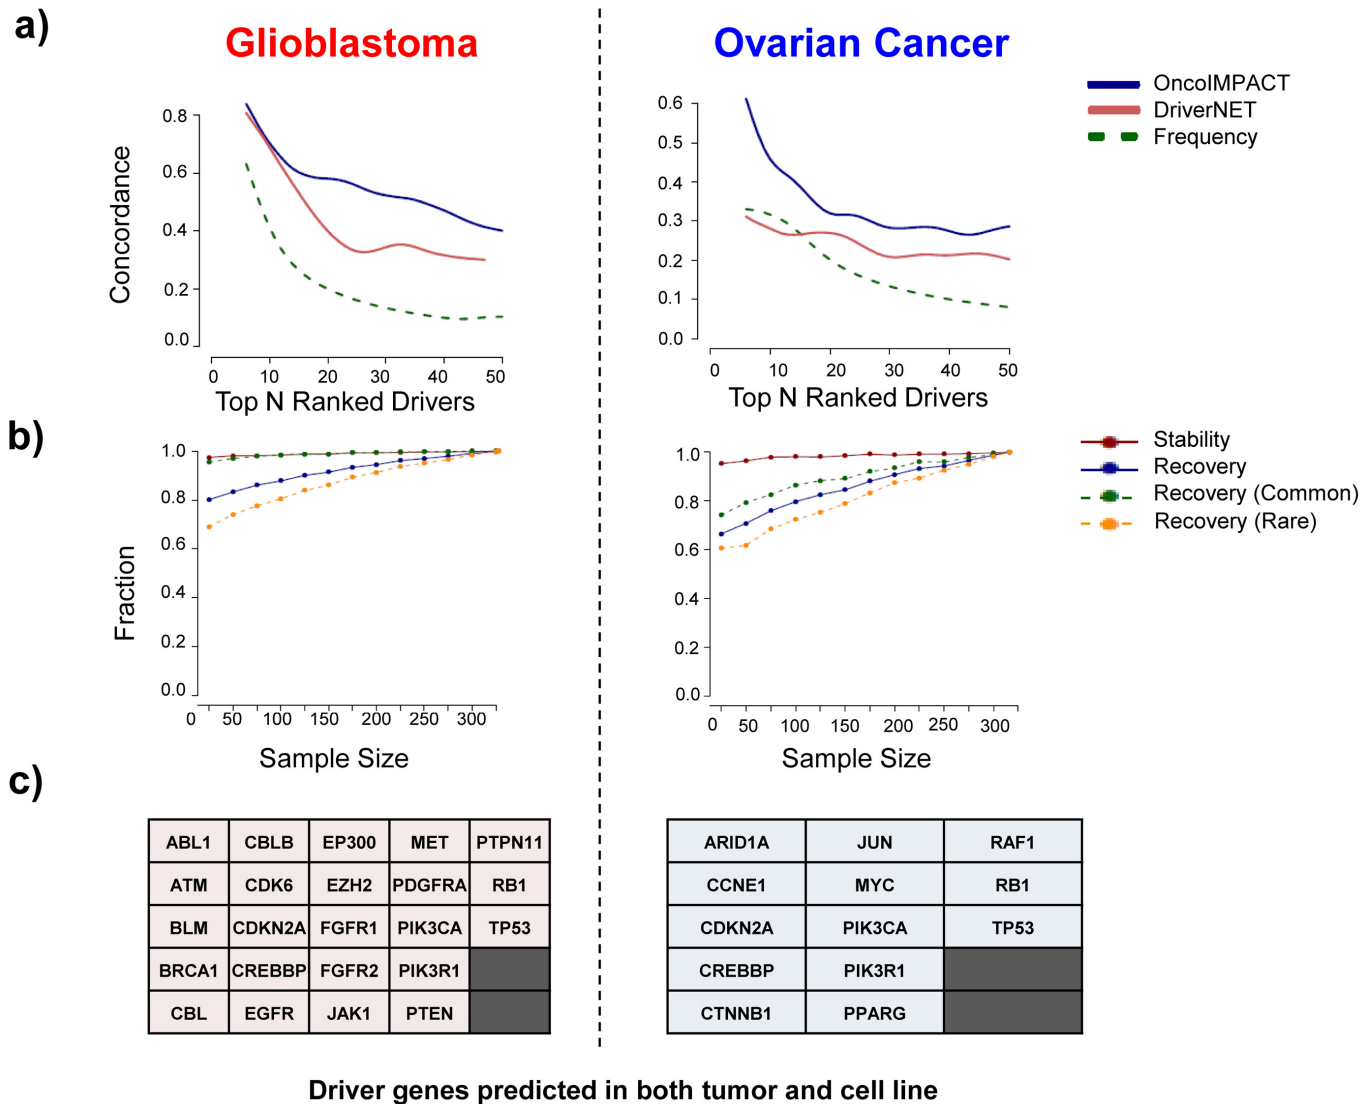 a)
Glioblastoma
Ovarian Cancer
OncoIMPACT
DriverNET
Frequency
Concordance
0.8
0.6
0.4
0.2
0.0
0 10 20 30 40 50
Top N Ranked Drivers
0.6
0.5
0.4
0.3
0.2
0.1
0.0
0 10 20 30 40 50
Top N Ranked Drivers
b)
Stability
Recovery
Recovery (Common)
Recovery (Rare)
Fraction
1.0
0.8
0.6
0.4
0.2
0.0
0 50 100 150 200 250 300
Sample Size
1.0
0.8
0.6
0.4
0.2
0.0
0 50 100 150 200 250 300
Sample Size
c)
ABL1 CBLB EP300 MET PTPN11
ATM CDK6 EZH2 PDGFRA RB1
BLM CDKN2A FGFR1 PIK3CA TP53
BRCA1 CREBBP FGFR2 PIK3R1
CBL EGFR JAK1 PTEN
ARID1A JUN RAF1
CCNE1 MYC RB1
CDKN2A PIK3CA TP53
CREBBP PIK3R1
CTNNB1 PPARG
Driver genes predicted in both tumor and cell line